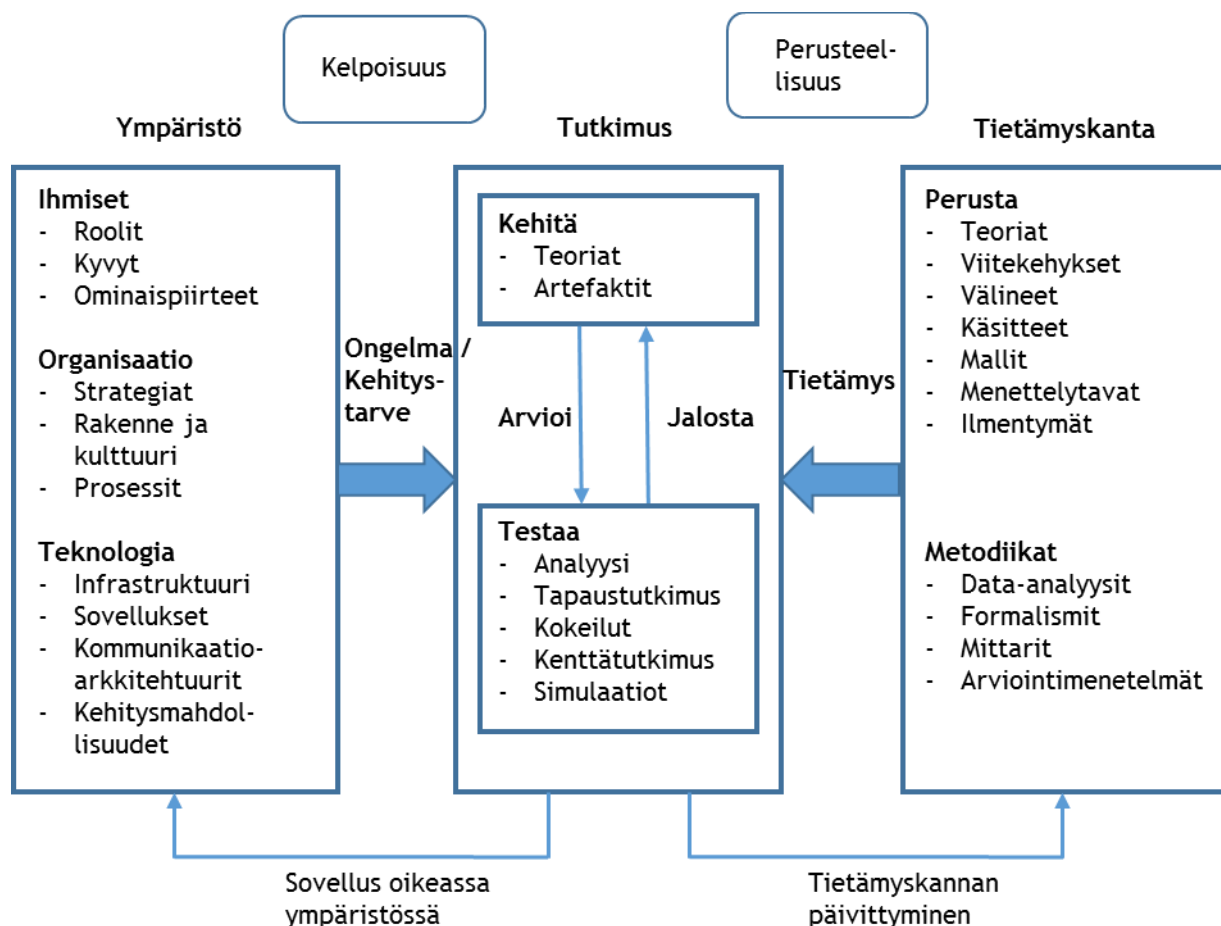 Kelpoisuus
Perusteel-
lisuus
Ympäristö
Tutkimus
Tietämyskanta
Ihmiset
- Roolit
- Kyvyt
- Ominaispiirteet
Organisaatio
- Strategiat
- Rakenne ja
kulttuuri
- Prosessit
Teknologia
- Infrastruktuuri
- Sovellukset
- Kommunikaatio-
arkkitehtuurit
- Kehitysmahdol-
lisuudet
Ongelma /
Kehitys-
tarve
Kehitä
- Teoriat
- Artefaktit
Arvioi
Jalosta
Testaa
- Analyysi
- Tapaustutkimus
- Kokeilut
- Kenttätutkimus
- Simulaatiot
Tietämys
Perusta
- Teoriat
- Viitekehykset
- Välineet
- Käsitteet
- Mallit
- Menettelytavat
- Ilmentymät
Metodiikat
- Data-analyysit
- Formalismit
- Mittarit
- Arviointimenetelmät
Sovellus oikeassa
ympäristössä
Tietämyskannan
päivittyminen